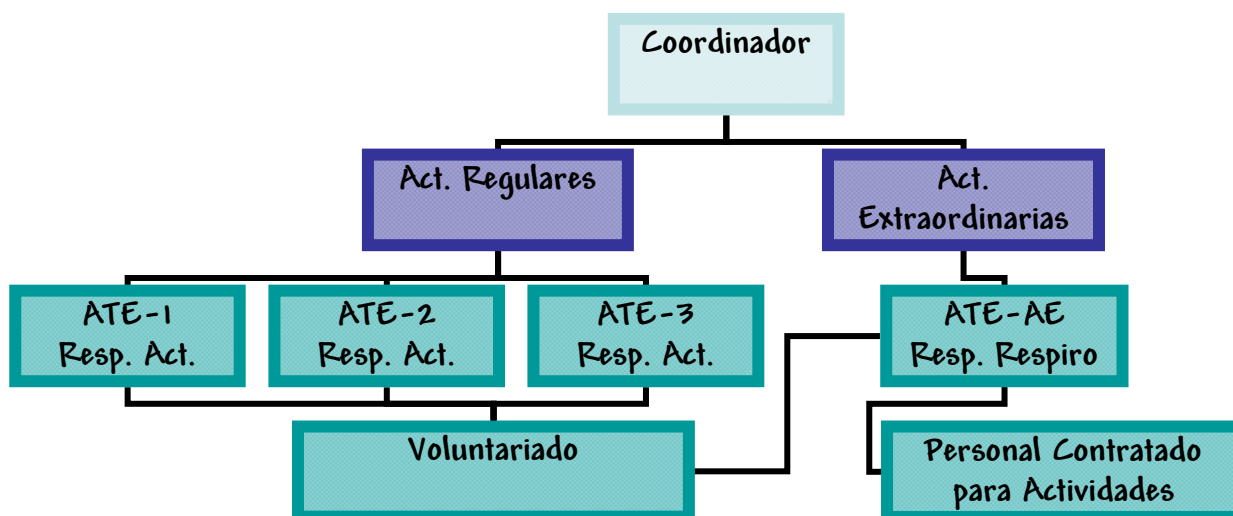 Coordinador
Act. Regulares
Act.
Extraordinarias
ATE-1
Resp. Act.
ATE-2
Resp. Act.
ATE-3
Resp. Act.
ATE-AE
Resp. Respiro
Voluntariado
Personal Contratado
para Actividades